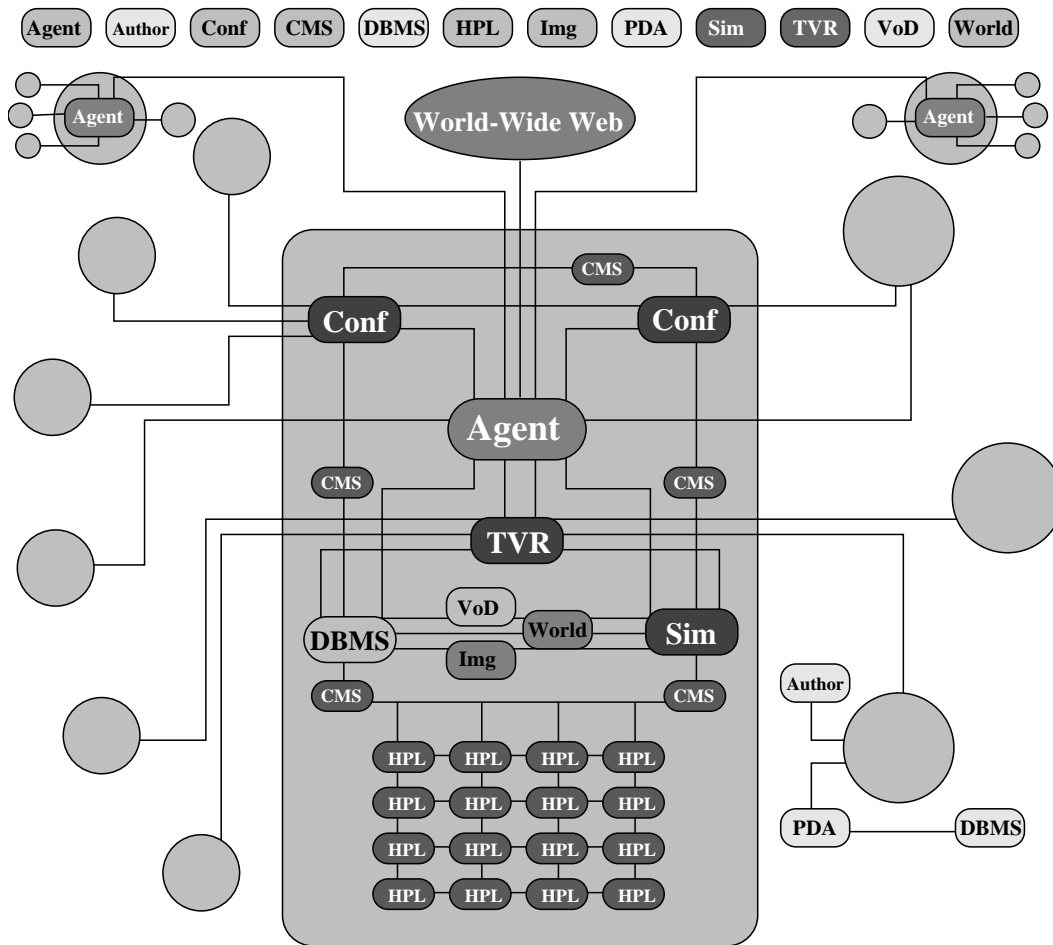 Agent Author Conf CMS DBMS HPL Img PDA Sim TVR VoD World
Agent World-Wide Web Agent
CMS
Conf Conf
Agent
CMS CMS
TVR
VoD
DBMS World Sim
Img
CMS CMS Author
HPL HPL HPL HPL
HPL HPL HPL HPL
PDA DBMS
HPL HPL HPL HPL
HPL HPL HPL HPL